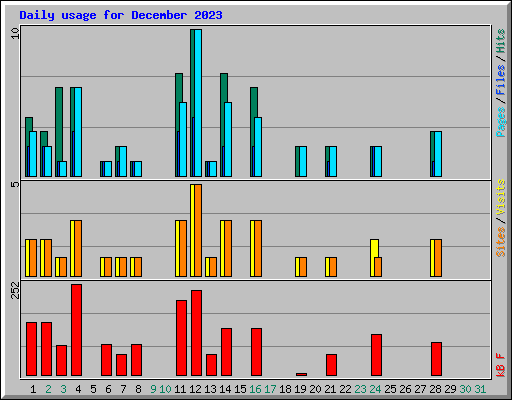 Daily usage for December 2023
10
Pages/Files/Hits
5
Sites/Visits
252
kB F
1 2 3 4 5 6 7 8 9 10 11 12 13 14 15 16 17 18 19 20 21 22 23 24 25 26 27 28 29 30 31